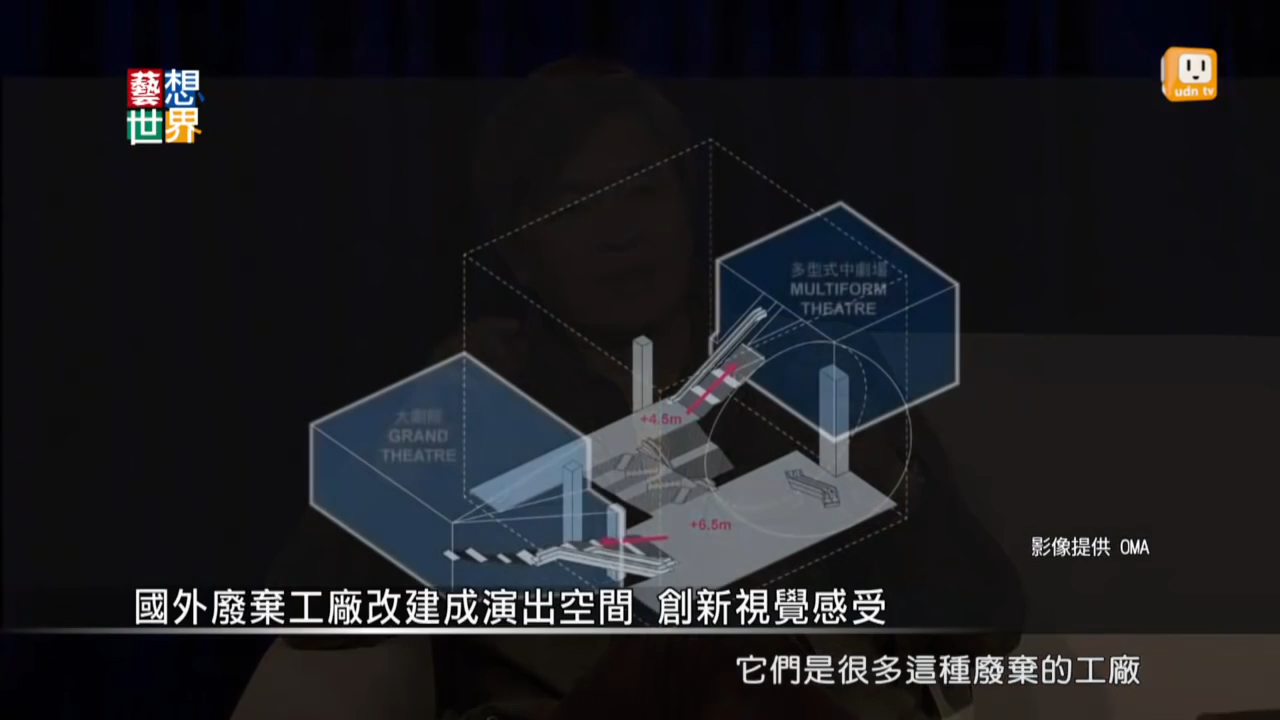 藝想
世界
udn tv
多型式中劇場
MULTIFORM
THEATRE
+4.5m
大劇院
GRAND
THEATRE
+6.5m
影像提供 OMA
國外廢棄工廠改建成演出空間 創新視覺感受
它們是很多這種廢棄的工廠